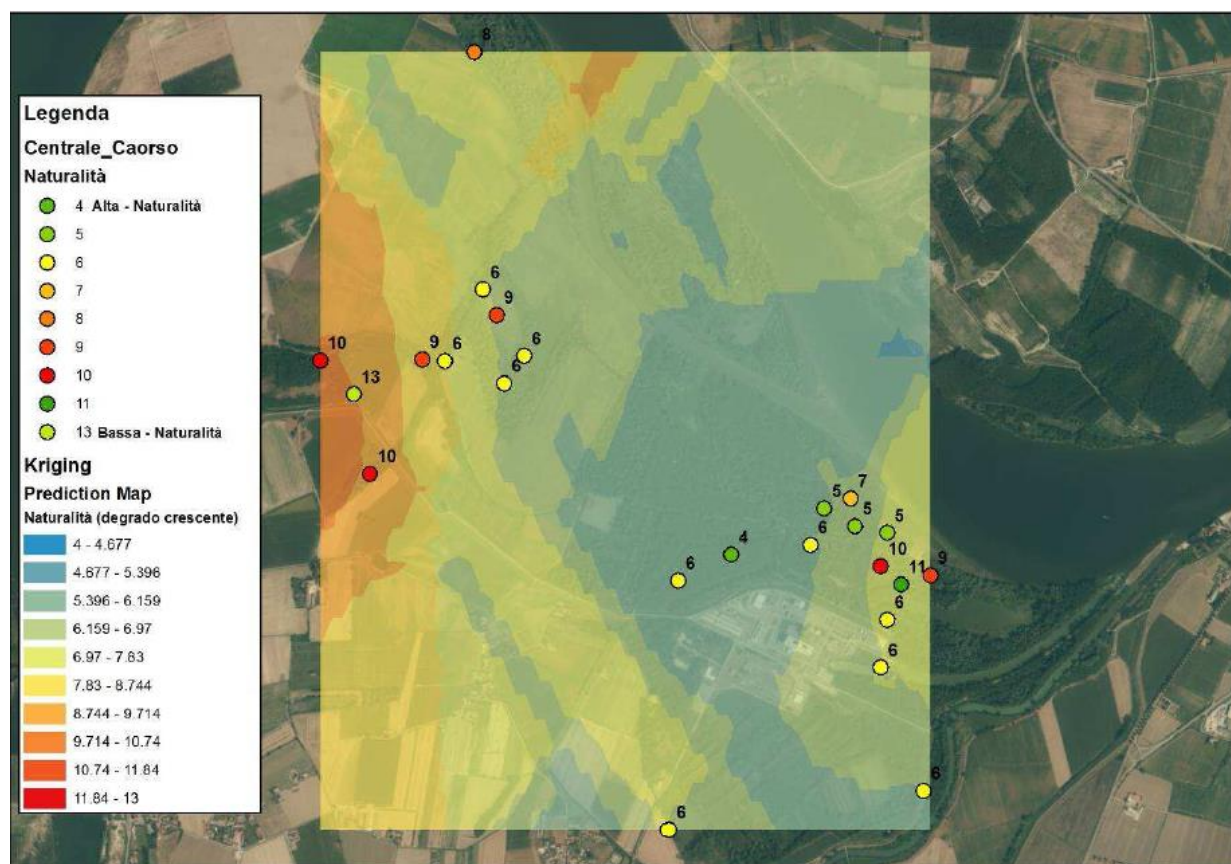 Legenda
Centrale_Caorso
Naturalità
4 Alta - Naturalità
5
6
7
8
9
10
11
13 Bassa - Naturalità
Kriging
Prediction Map
Naturalità (degrado crescente)
4 - 4.677
4.677 - 5.396
5.396 - 6.159
6.159 - 6.97
6.97 - 7.83
7.83 - 8.744
8.744 - 9.714
9.714 - 10.74
10.74 - 11.84
11.84 - 13
8
6
9
6
10
9
6
6
13
10
7
5
5
5
6
4
10
9
6
11
6
6
6
6